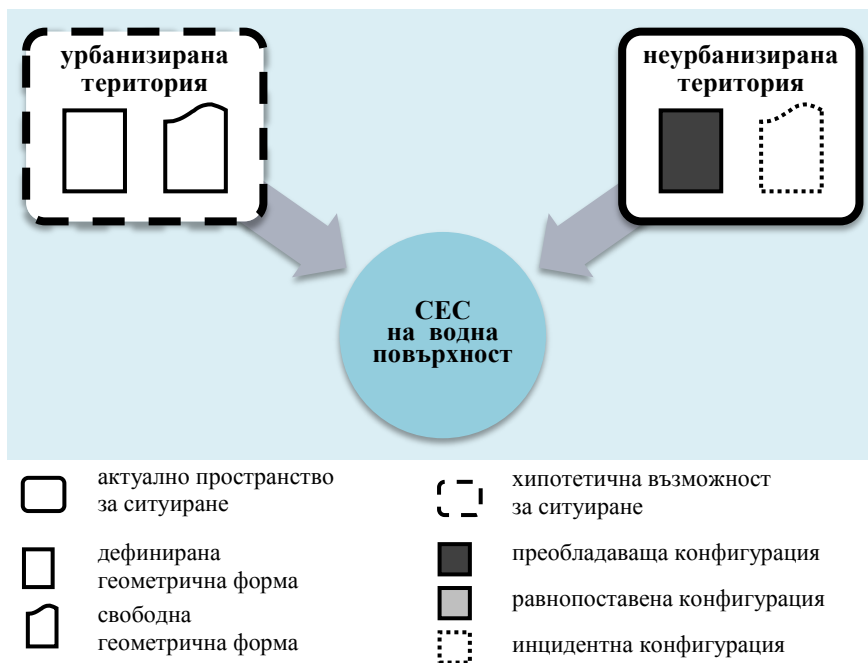 урбанизирана
територия
неурбанизирана
територия
СЕС
на водна
повърхност
актуално пространство
за ситуиране
дефинирана
геометрична форма
свободна
геометрична форма
хипотетична възможност
за ситуиране
преобладаваща конфигурация
равнопоставена конфигурация
инцидентна конфигурация